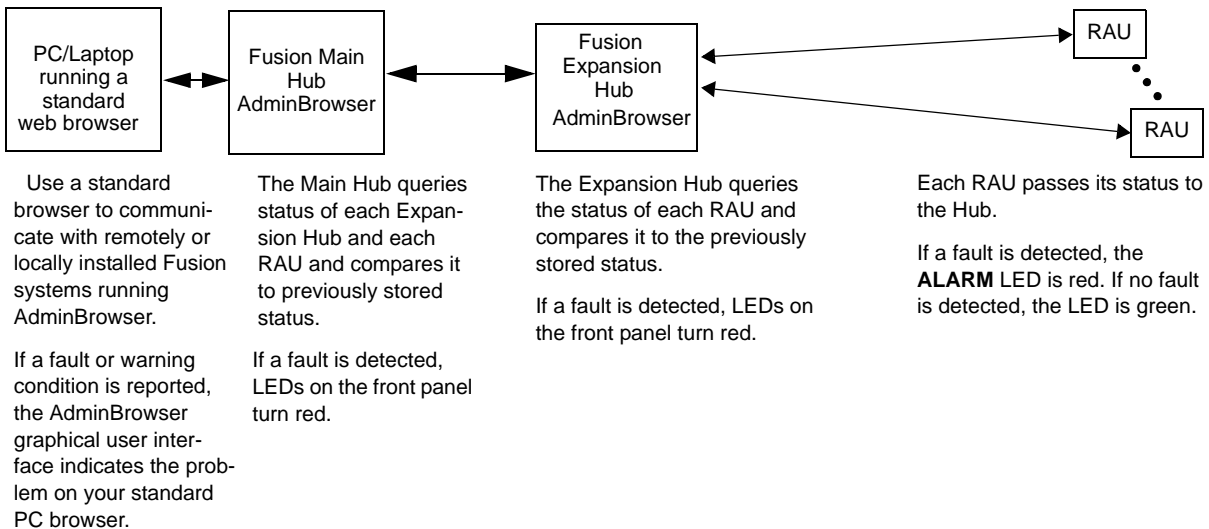 PC/Laptop
running a
standard
web browser
Fusion Main
Hub
AdminBrowser
Fusion
Expansion
Hub
AdminBrowser
RAU
RAU
Use a standard
browser to communi-
cate with remotely or
locally installed Fusion
systems running
AdminBrowser.
If a fault or warning
condition is reported,
the AdminBrowser
graphical user inter-
face indicates the prob-
lem on your standard
PC browser.
The Main Hub queries
status of each Expan-
sion Hub and each
RAU and compares it
to previously stored
status.
If a fault is detected,
LEDs on the front panel
turn red.
The Expansion Hub queries
the status of each RAU and
compares it to the previously
stored status.
If a fault is detected, LEDs on
the front panel turn red.
Each RAU passes its status to
the Hub.
If a fault is detected, the
ALARM LED is red. If no fault
is detected, the LED is green.